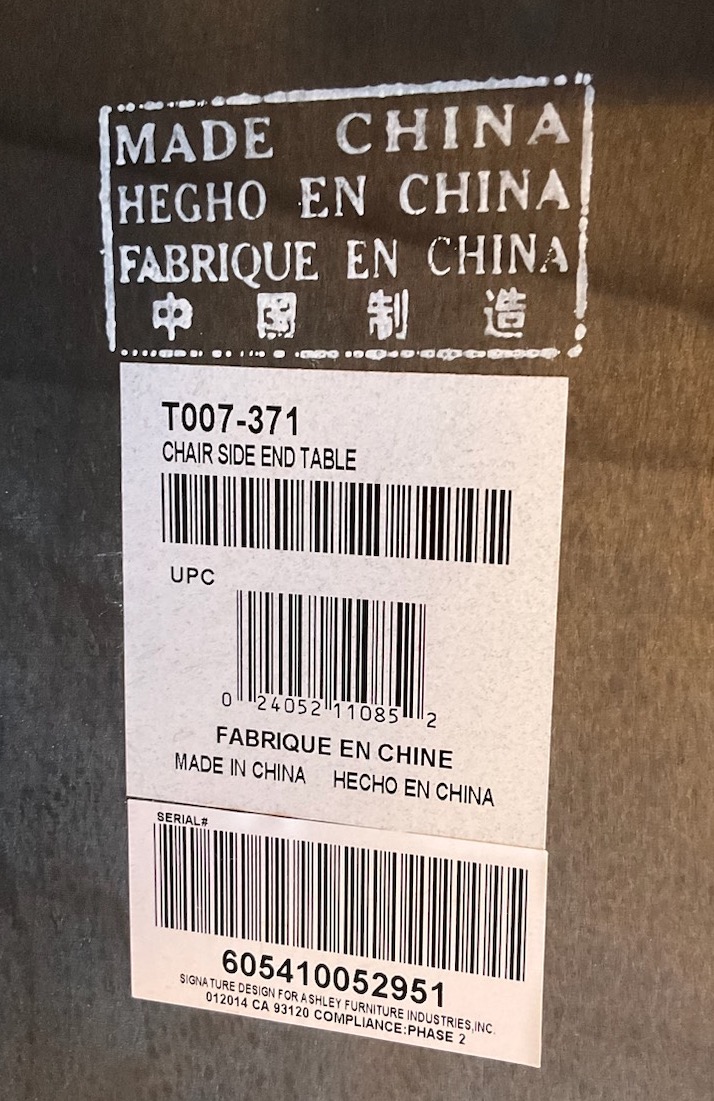 MADE CHINA
HEGHO EN CHINA
FABRIQUE EN CHINA
中国制造
T007-371
CHAIR SIDE END TABLE
UPC
0 24052 11085 2
FABRIQUE EN CHINE
MADE IN CHINA HECHO EN CHINA
SERIAL#
605410052951
SIGNATURE DESIGN FOR ASHLEY FURNITURE INDUSTRIES,INC.
012014 CA 93120 COMPLIANCE:PHASE 2